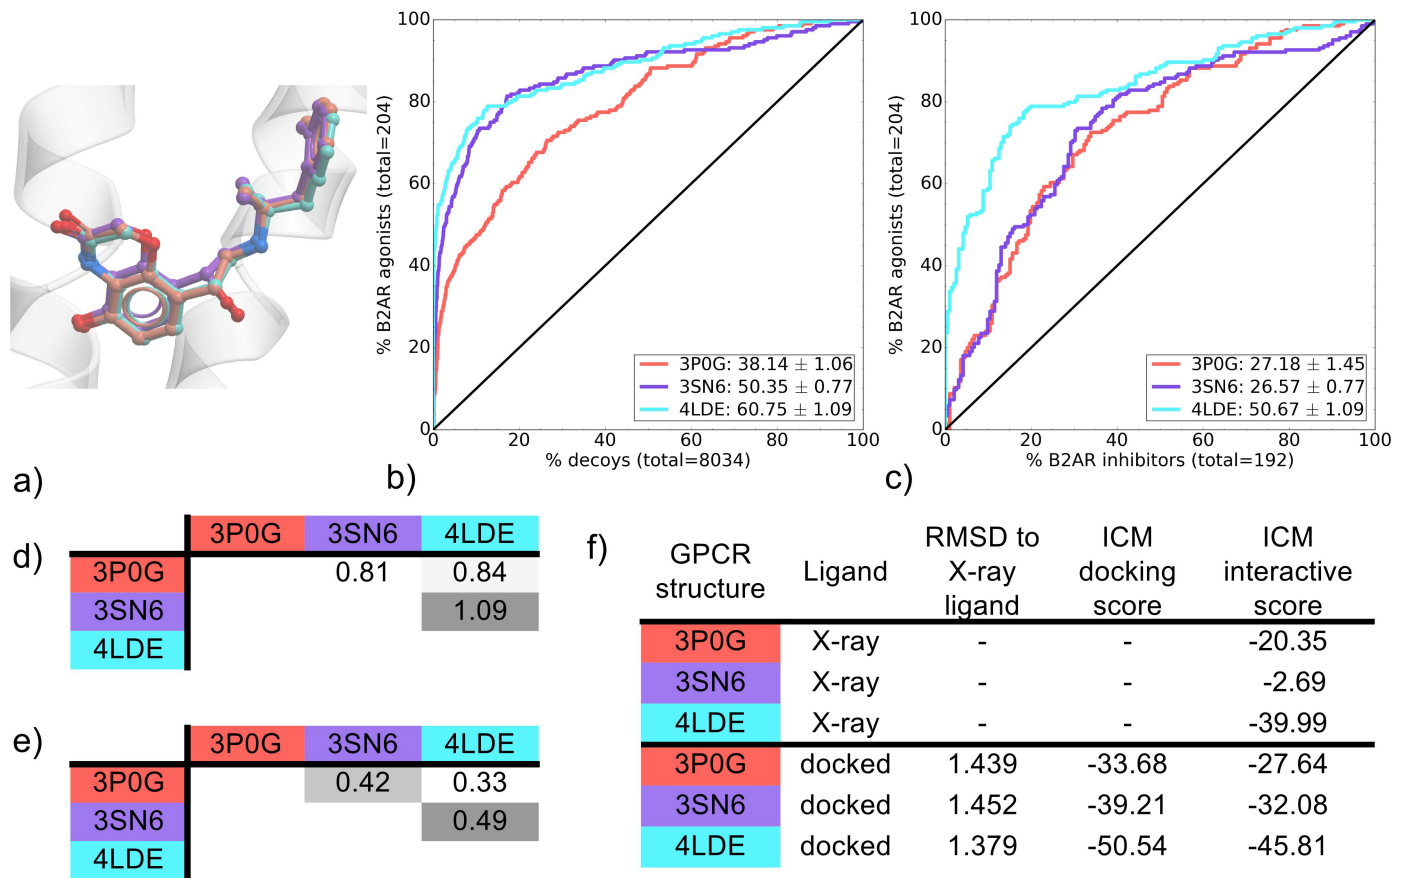 100
80
60
40
20
0
% B2AR agonists (total=204)
0 20 40 60 80 100
% decoys (total=8034)
3P0G: 38.14 ± 1.06
3SN6: 50.35 ± 0.77
4LDE: 60.75 ± 1.09
100
80
60
40
20
0
% B2AR agonists (total=204)
0 20 40 60 80 100
% B2AR inhibitors (total=192)
3P0G: 27.18 ± 1.45
3SN6: 26.57 ± 0.77
4LDE: 50.67 ± 1.09
a)
b)
c)
d)
3P0G 3SN6 4LDE
3P0G 0.81 0.84
3SN6 1.09
4LDE
e)
3P0G 3SN6 4LDE
3P0G 0.42 0.33
3SN6 0.49
4LDE
f)
GPCR
structure
Ligand
RMSD to
X-ray
ligand
ICM
docking
score
ICM
interactive
score
3P0G X-ray - - -20.35
3SN6 X-ray - - -2.69
4LDE X-ray - - -39.99
3P0G docked 1.439 -33.68 -27.64
3SN6 docked 1.452 -39.21 -32.08
4LDE docked 1.379 -50.54 -45.81